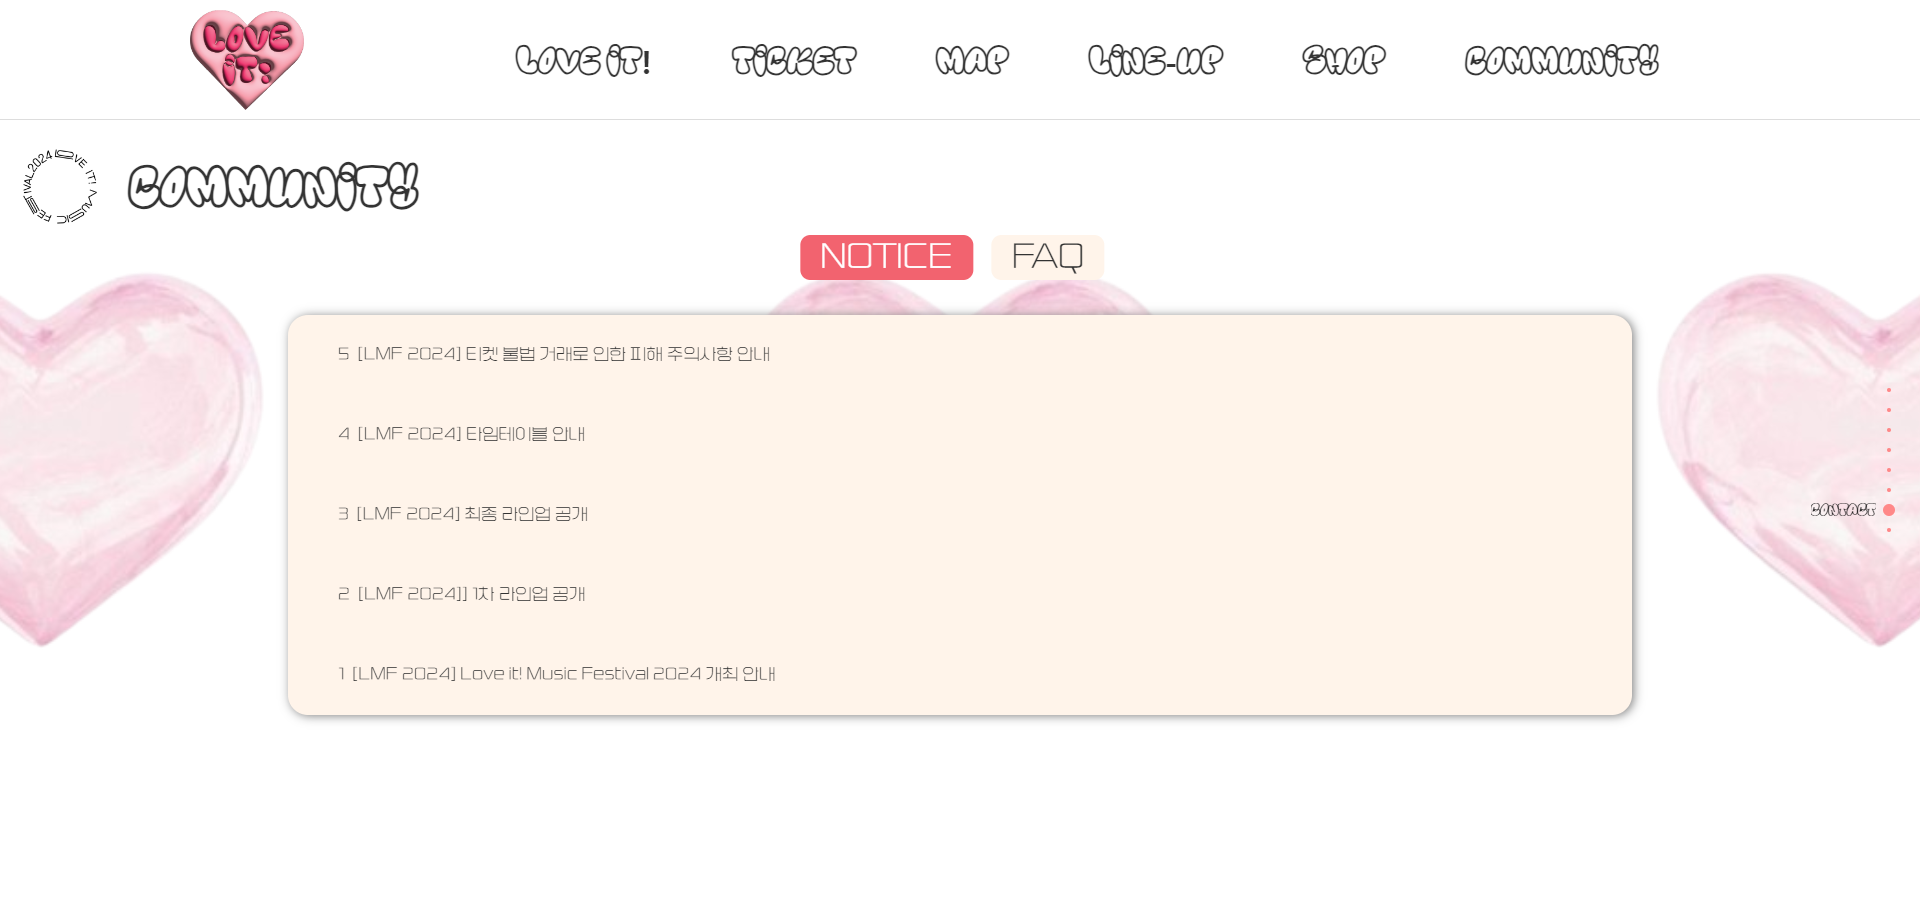 LOVE
iT!
LOVE iT!
TiCKET
MAP
LiNE-UP
SHOP
COMMUNiTY
LOVE IT! MUSIC FESTIVAL2024
COMMUNiTY
NOTICE
FAQ
5 [LMF 2024] 티켓 불법 거래로 인한 피해 주의사항 안내
4 [LMF 2024] 타임테이블 안내
3 [LMF 2024] 최종 라인업 공개
CONTACT
2 [LMF 2024]] 1차 라인업 공개
1 [LMF 2024] Love it! Music Festival 2024 개최 안내